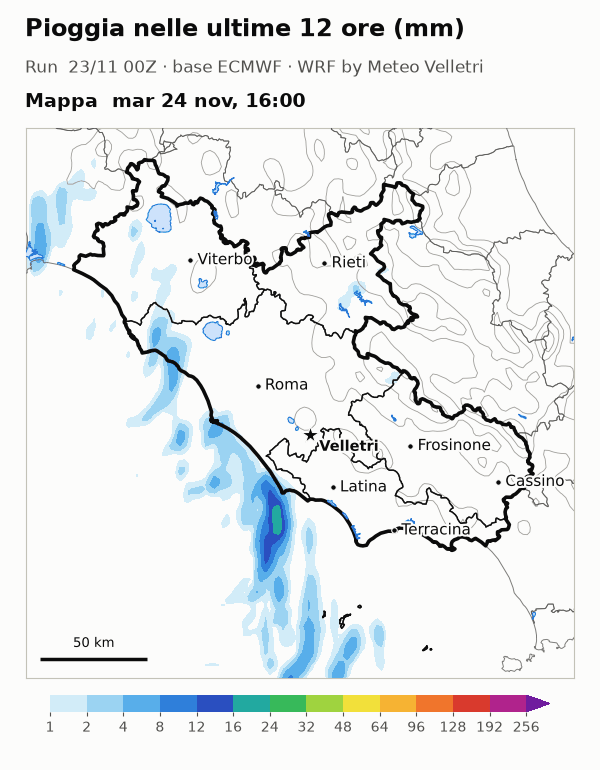 Pioggia nelle ultime 12 ore (mm)
Run  23/11 00Z · base ECMWF · WRF by Meteo Velletri
Mappa  mar 24 nov, 16:00
Viterbo
Rieti
Roma
Velletri
Frosinone
Latina
Cassino
Terracina
50 km
1 2 4 8 12 16 24 32 48 64 96 128 192 256